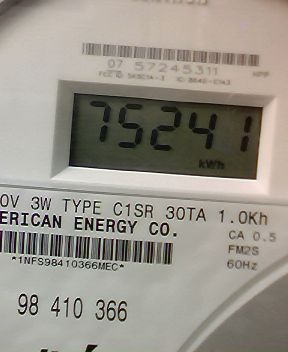 07 57245311
75241
kWh
0V 3W TYPE C1SR 30TA 1.0Kh
ERICAN ENERGY CO.
CA 0.5
FM2S
*1NFS98410366MEC*
60Hz
98 410 366